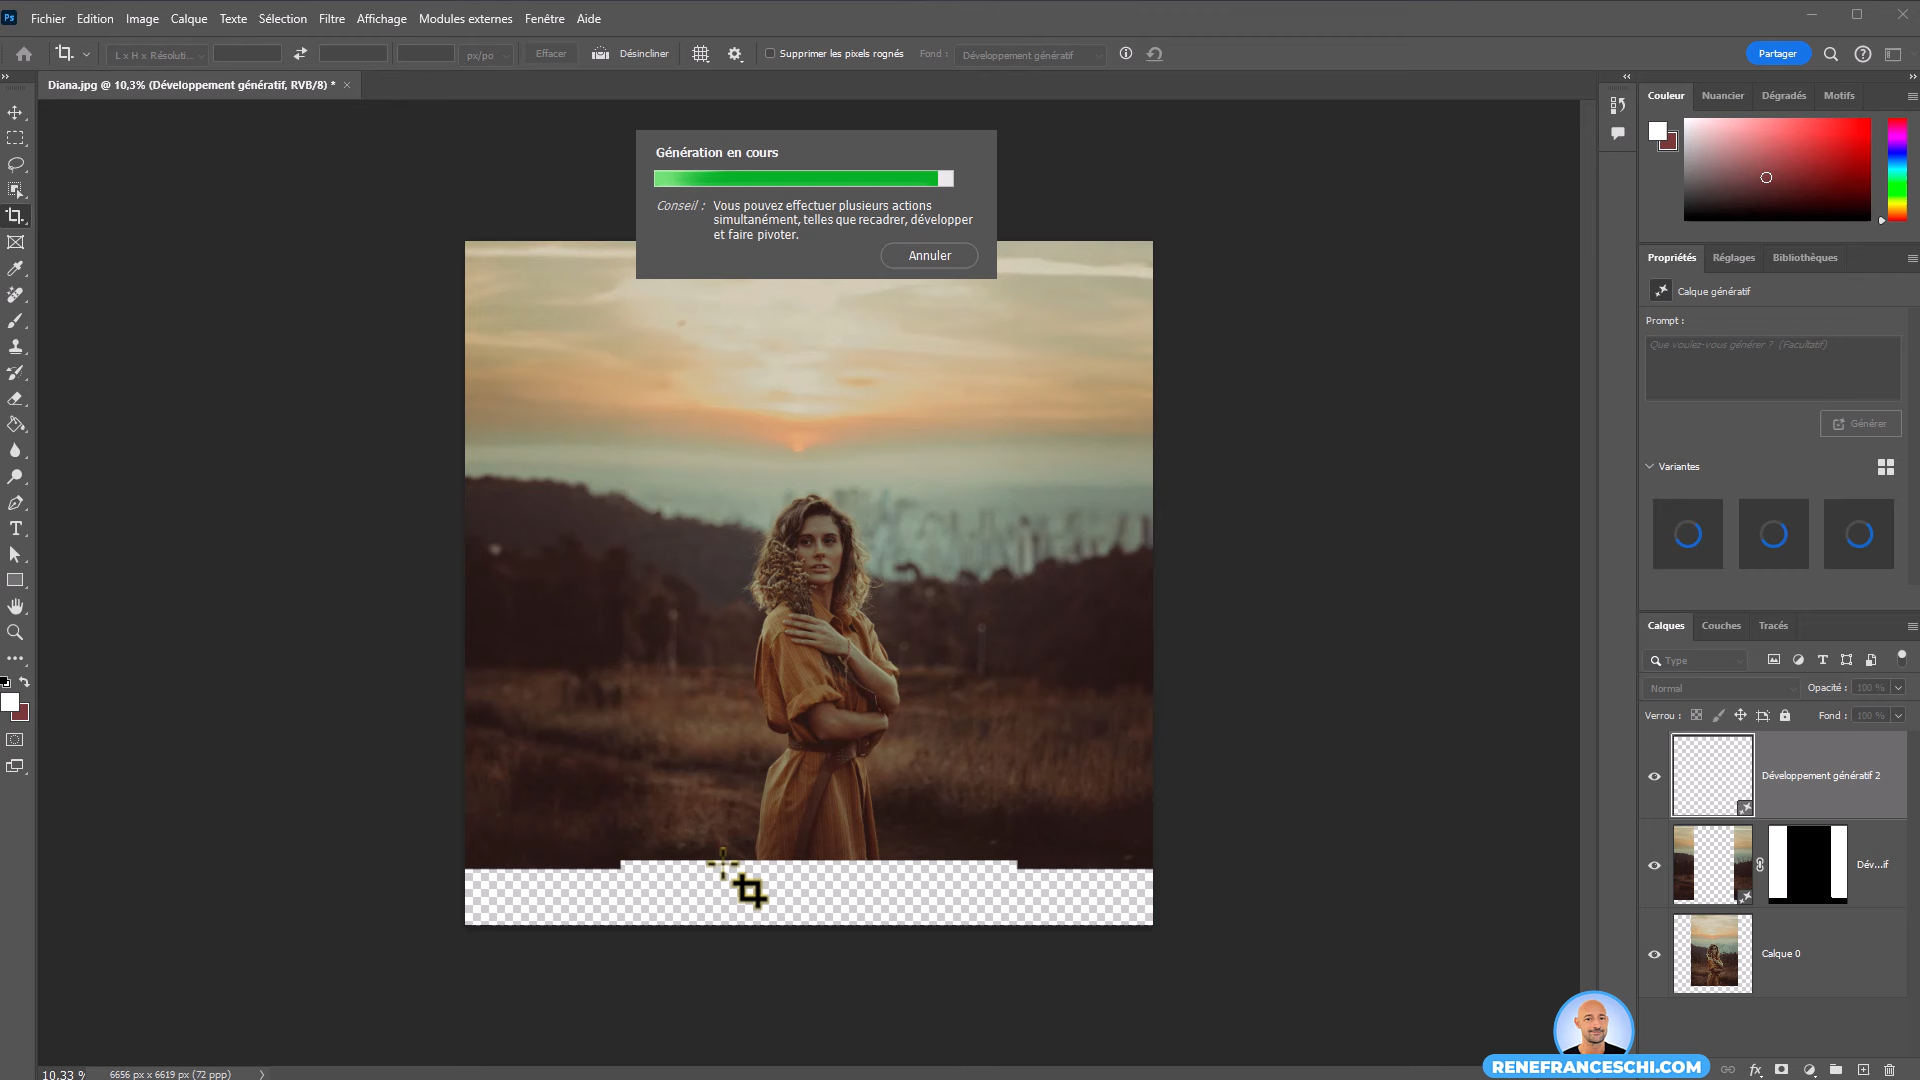 Ps Fichier Edition Image Calque Texte Sélection Filtre Affichage Modules externes Fenêtre Aide
L x H x Résoluti... px/po Effacer Désincliner Supprimer les pixels rognés Fond : Développement génératif Partager
Diana.jpg @ 10,3% (Développement génératif, RVB/8) * ×
Génération en cours
Conseil : Vous pouvez effectuer plusieurs actions
simultanément, telles que recadrer, développer
et faire pivoter.
Annuler
Couleur Nuancier Dégradés Motifs
Propriétés Réglages Bibliothèques
Calque génératif
Prompt :
Que voulez-vous générer ? (Facultatif)
Générer
Variantes
Calques Couches Tracés
Type
Normal Opacité : 100 %
Verrou : Fond : 100 %
Développement génératif 2
Dév...if
Calque 0
RENEFRANCESCHI.COM
10,33 % 6656 px x 6619 px (72 ppp)